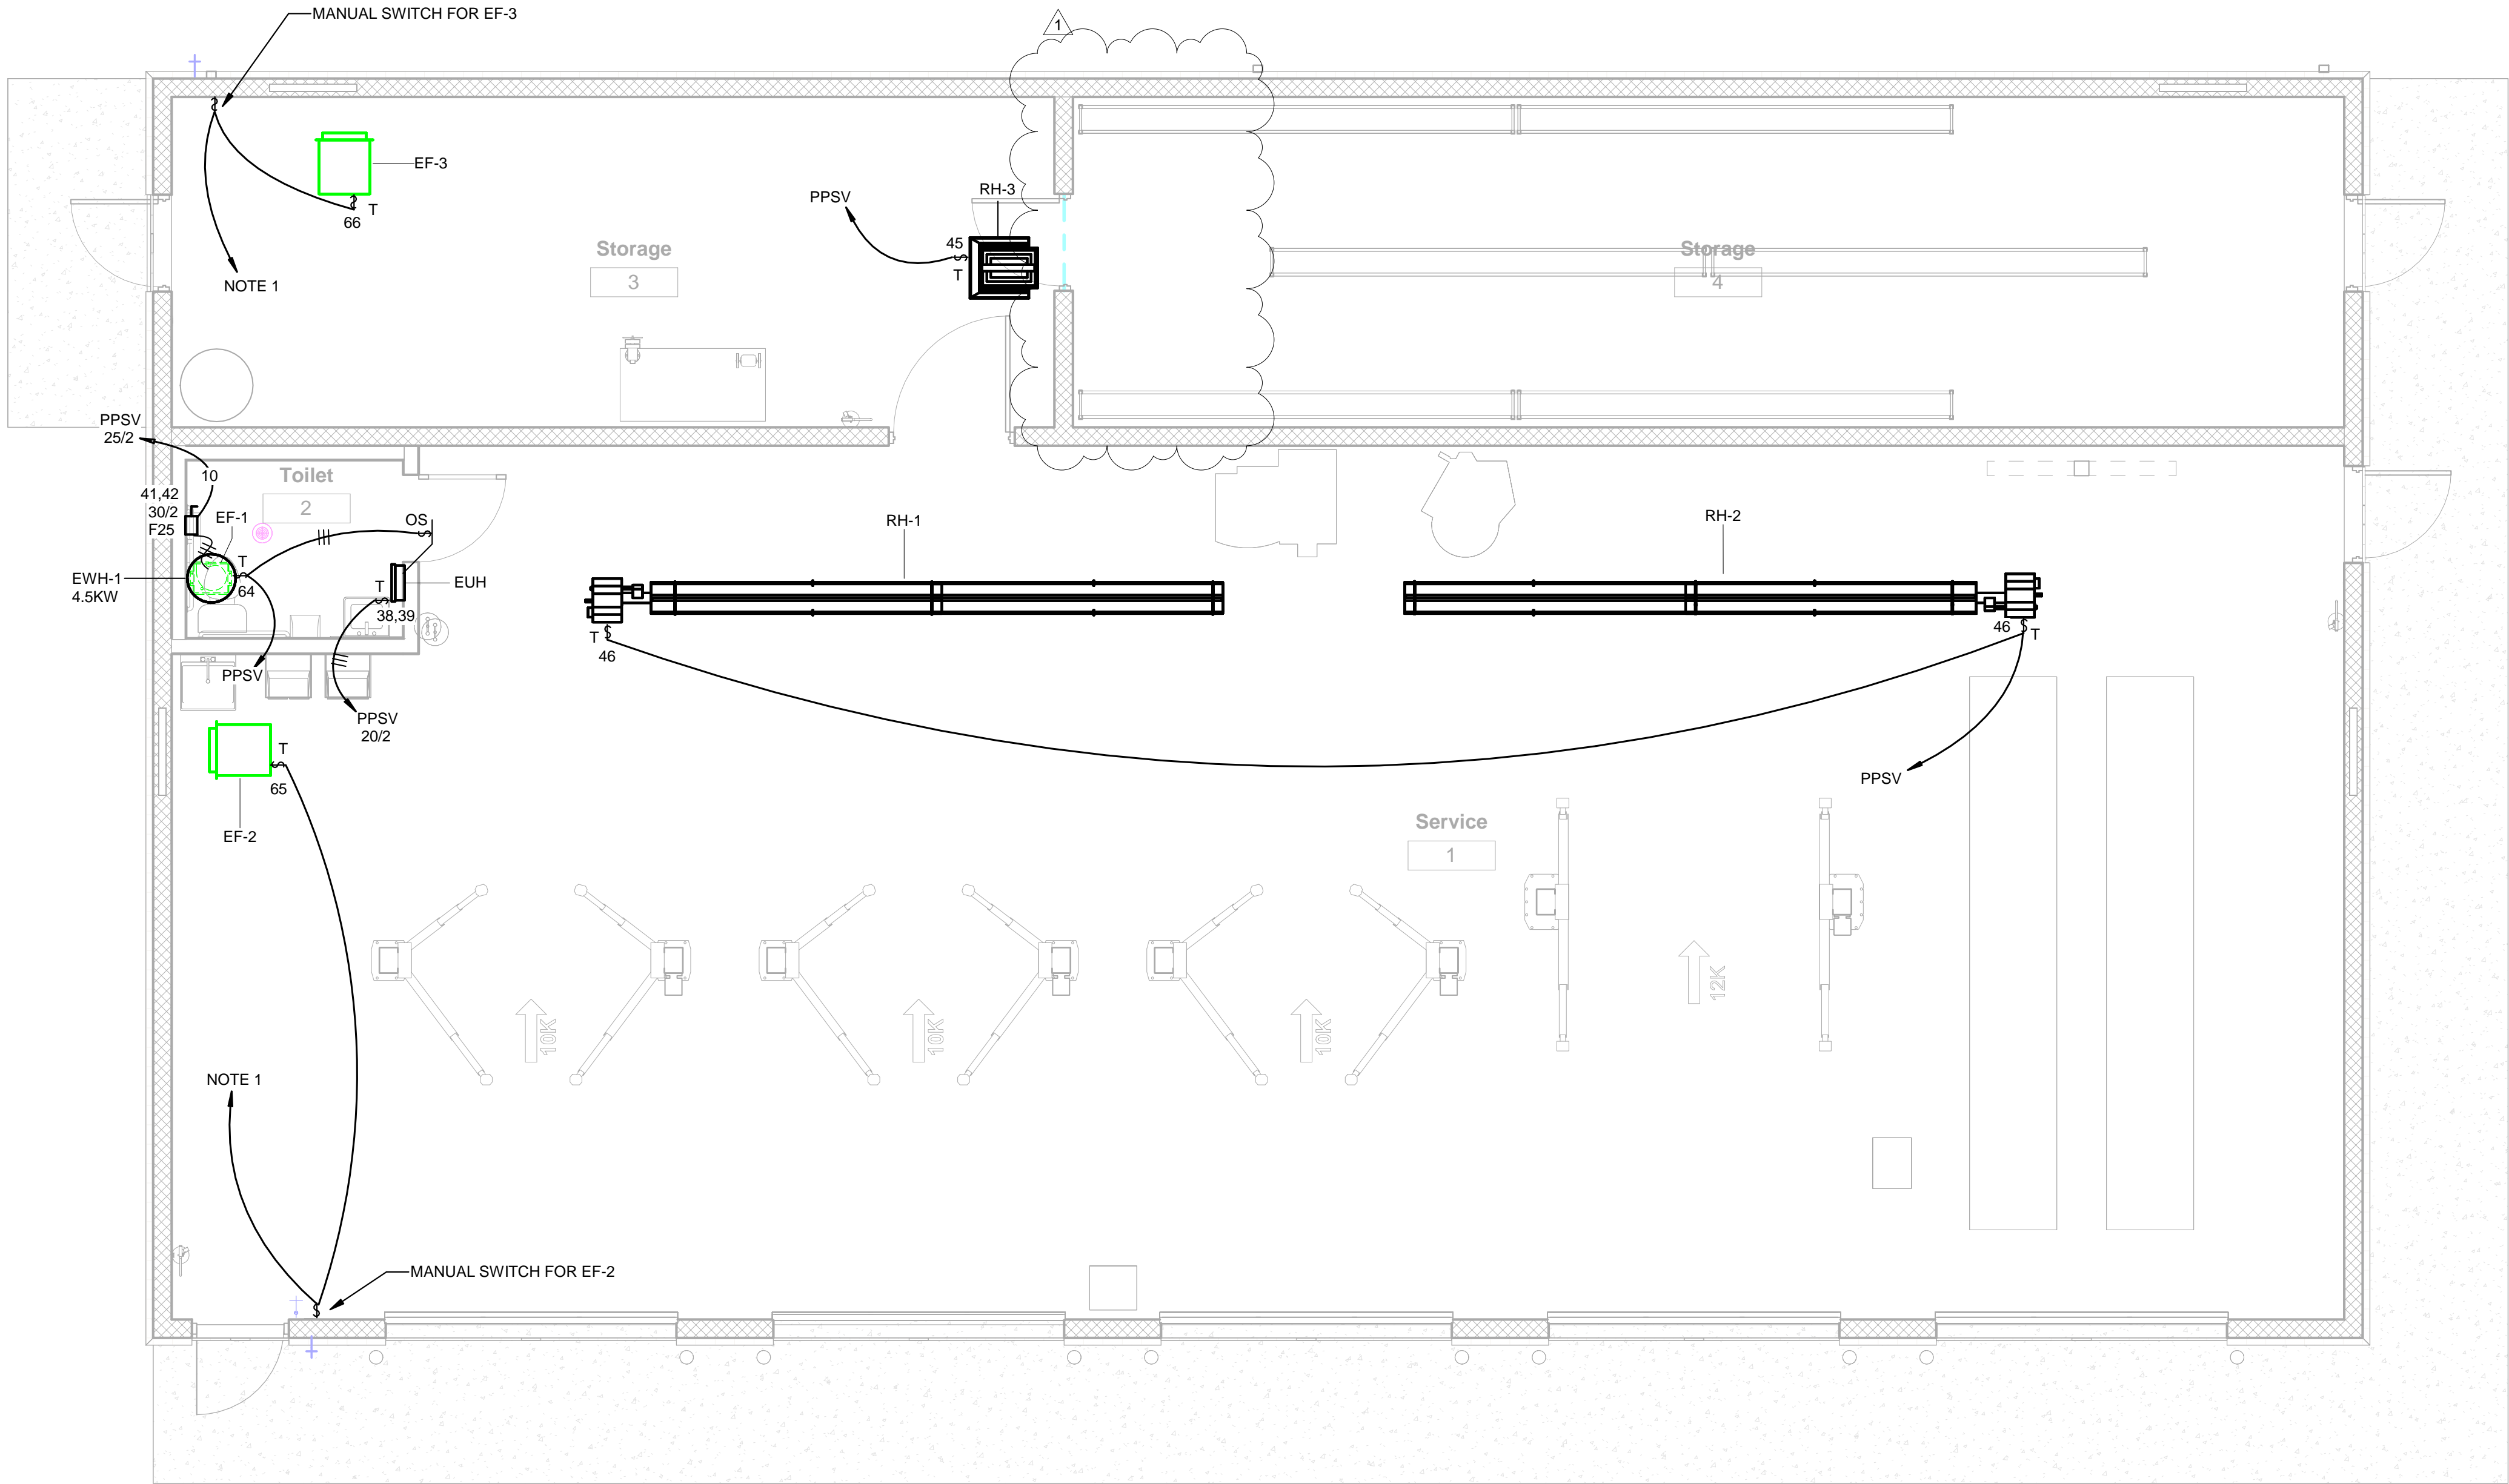 MANUAL SWITCH FOR EF-3
1
EF-3
66
T
NOTE 1
Storage
3
PPSV
RH-3
45
T
Storage
4
PPSV
25/2
10
41,42
30/2
F25
EF-1
Toilet
2
OS
T
64
EWH-1
4.5KW
T
EUH
38,39
PPSV
PPSV
20/2
RH-1
RH-2
T
46
46
T
T
65
EF-2
PPSV
Service
1
10K
10K
10K
12K
NOTE 1
MANUAL SWITCH FOR EF-2